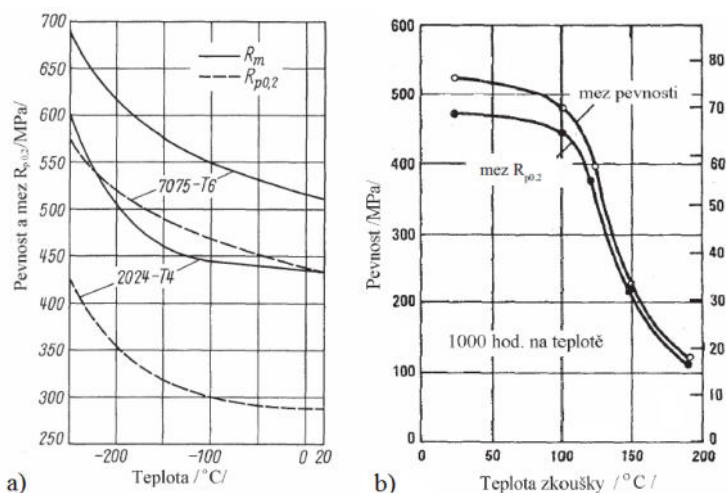 700
650
600
550
500
450
400
350
300
250
Pevnost a mez Rp0,2/MPa/
Rm
Rp0,2
7075-T6
2024-T4
-200
-100
0
20
Teplota /°C/
a)
600
500
400
300
200
100
0
Pevnost /MPa/
80
70
60
50
40
30
20
10
0
mez pevnosti
mez Rp0.2
1000 hod. na teplotě
0
50
100
150
200
Teplota zkoušky /°C/
b)